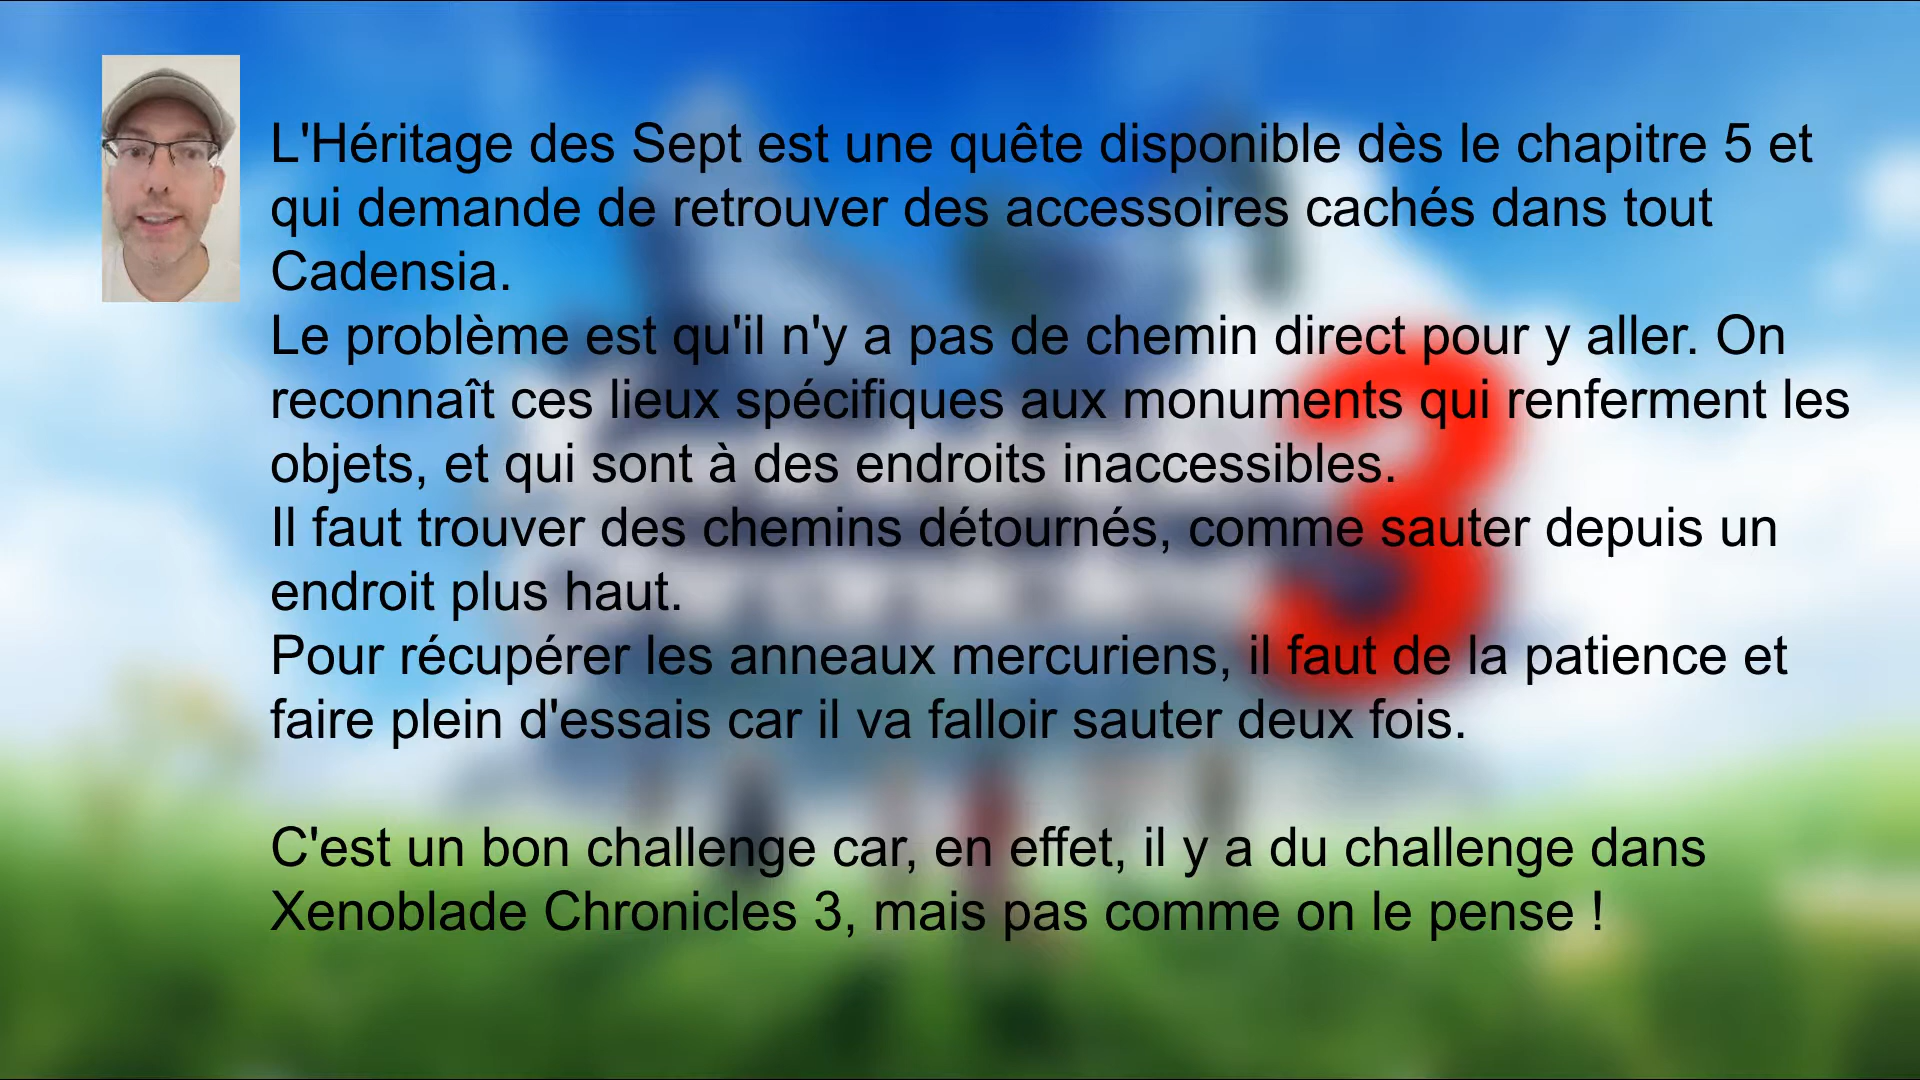 L'Héritage des Sept est une quête disponible dès le chapitre 5 et
qui demande de retrouver des accessoires cachés dans tout
Cadensia.
Le problème est qu'il n'y a pas de chemin direct pour y aller. On
reconnaît ces lieux spécifiques aux monuments qui renferment les
objets, et qui sont à des endroits inaccessibles.
Il faut trouver des chemins détournés, comme sauter depuis un
endroit plus haut.
Pour récupérer les anneaux mercuriens, il faut de la patience et
faire plein d'essais car il va falloir sauter deux fois.
C'est un bon challenge car, en effet, il y a du challenge dans
Xenoblade Chronicles 3, mais pas comme on le pense !
3